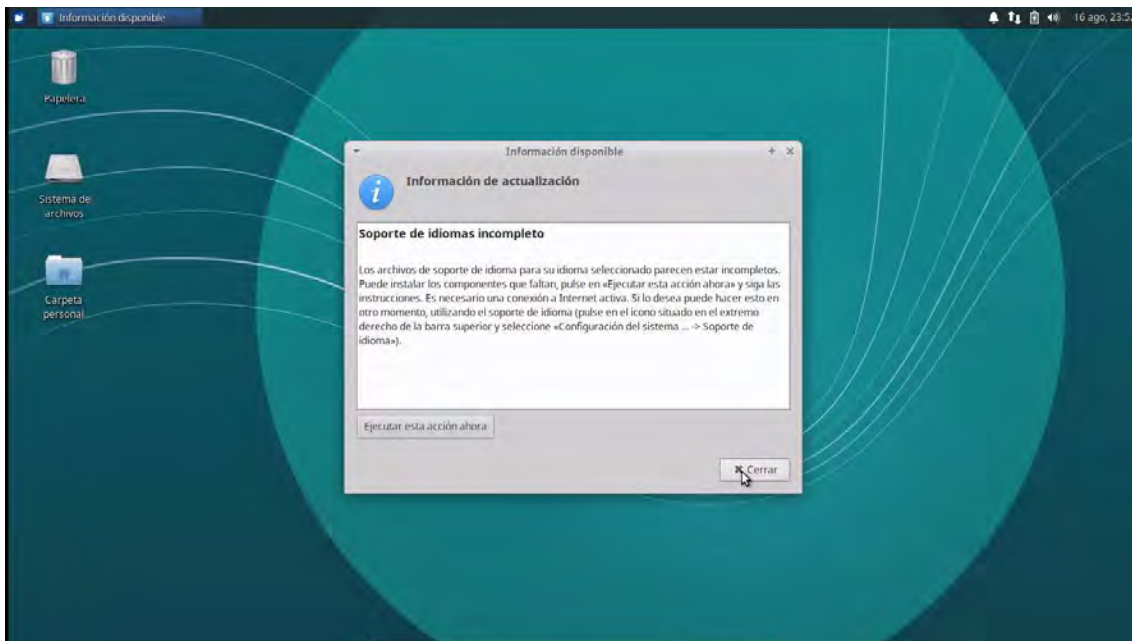 Información disponible
16 ago, 23:5
Papelera
Sistema de
archivos
Carpeta
personal
Información disponible
Información de actualización
Soporte de idiomas incompleto
Los archivos de soporte de idioma para su idioma seleccionado parecen estar incompletos.
Puede instalar los componentes que faltan, pulse en «Ejecutar esta acción ahora» y siga las
instrucciones. Es necesario una conexión a Internet activa. Si lo desea puede hacer esto en
otro momento, utilizando el soporte de idioma (pulse en el icono situado en el extremo
derecho de la barra superior y seleccione «Configuración del sistema ... -> Soporte de
idioma»).
Ejecutar esta acción ahora
Cerrar